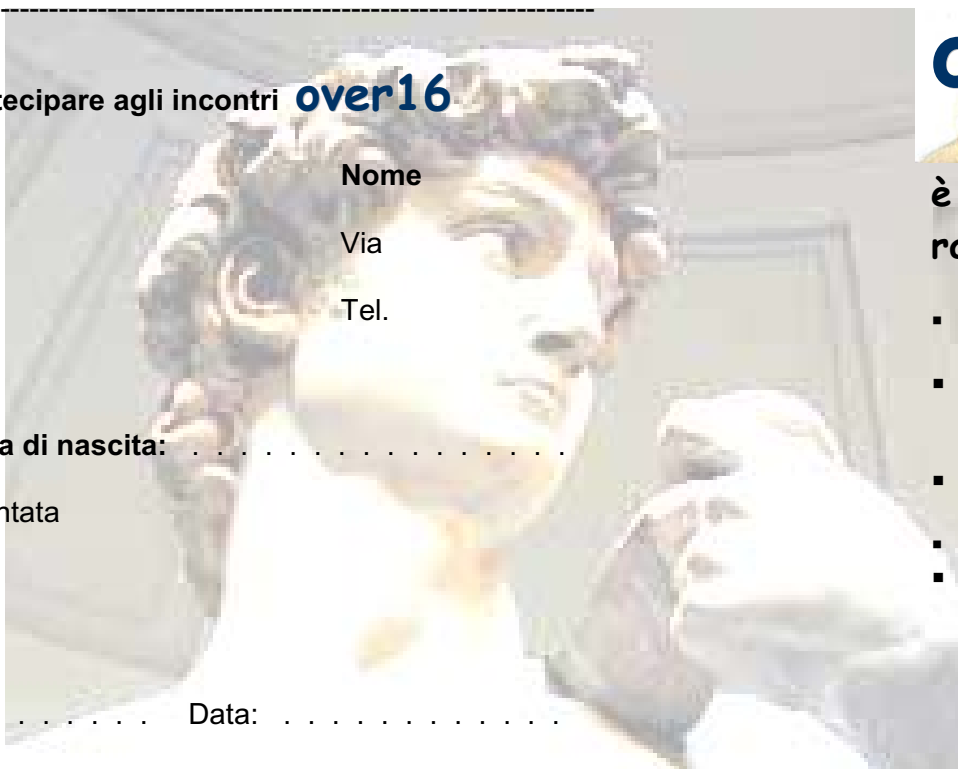 tecipare agli incontri over16
Nome
Via
Tel.
a di nascita: . . . . . . . . . . . . . . . .
ntata
. . . . . . Data: . . . . . . . . . . . .
è